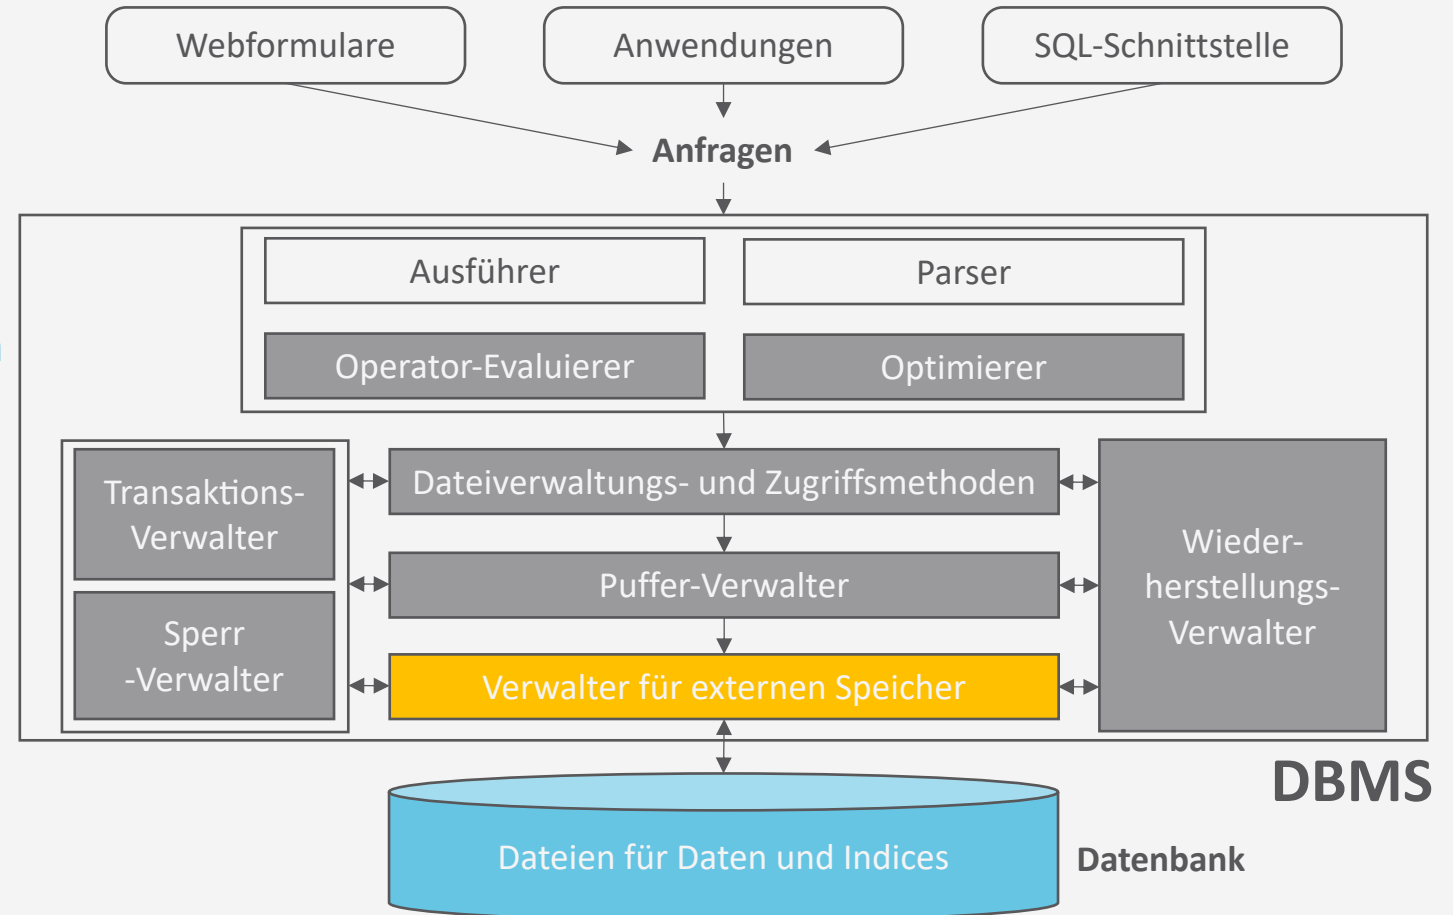 Webformulare
Anwendungen
SQL-Schnittstelle
Anfragen
Ausführer
Parser
Operator-Evaluierer
Optimierer
Transaktions-
Verwalter
Sperr
-Verwalter
Dateiverwaltungs- und Zugriffsmethoden
Puffer-Verwalter
Verwalter für externen Speicher
Wieder-
herstellungs-
Verwalter
DBMS
Dateien für Daten und Indices
Datenbank